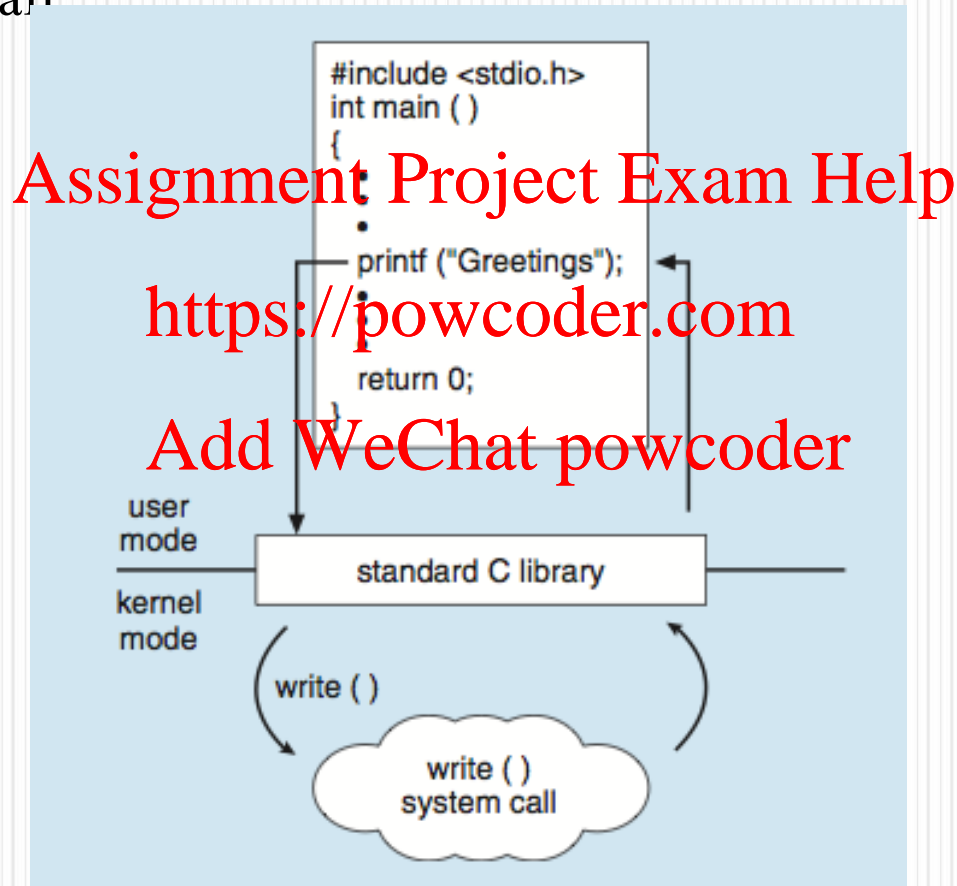 #include <stdio.h>
int main ( )
{
Assignment Project Exam Help
printf ("Greetings");
https://powcoder.com
return 0;
}
Add WeChat powcoder
user
mode
standard C library
kernel
mode
write ( )
write ( )
system call